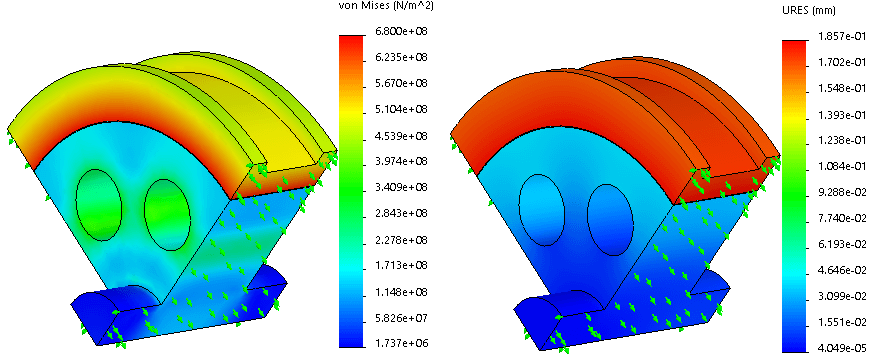 von Mises (N/m^2)
6.800e+08
6.235e+08
5.670e+08
5.104e+08
4.539e+08
3.974e+08
3.409e+08
2.843e+08
2.278e+08
1.713e+08
1.148e+08
5.826e+07
1.737e+06
URES (mm)
1.857e-01
1.702e-01
1.548e-01
1.393e-01
1.238e-01
1.084e-01
9.288e-02
7.740e-02
6.193e-02
4.646e-02
3.099e-02
1.551e-02
4.049e-05